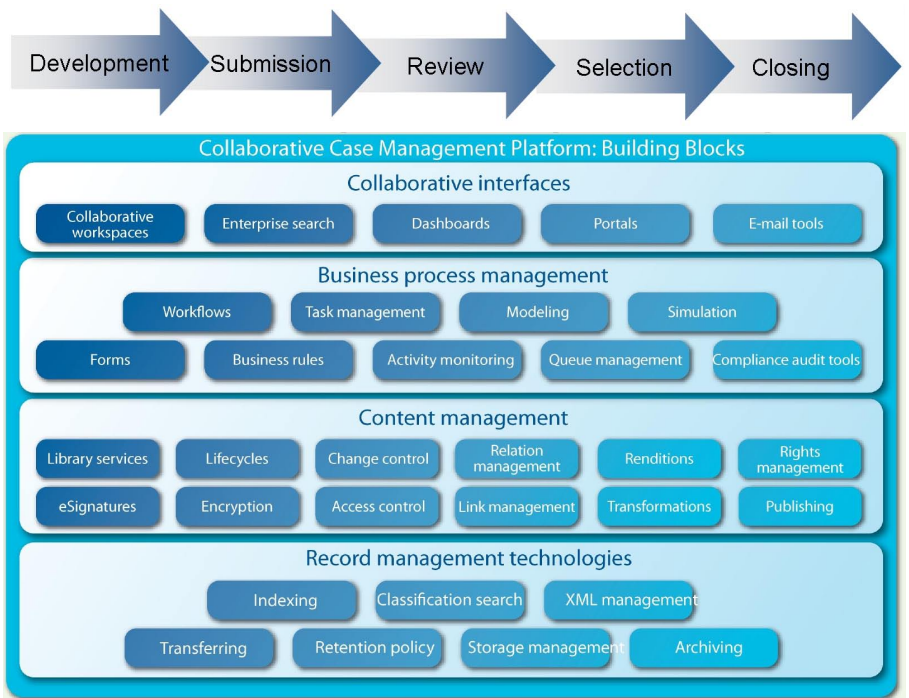 Development
Submission
Review
Selection
Closing
Collaborative Case Management Platform: Building Blocks
Collaborative interfaces
Collaborative
workspaces
Enterprise search
Dashboards
Portals
E-mail tools
Business process management
Workflows
Task management
Modeling
Simulation
Forms
Business rules
Activity monitoring
Queue management
Compliance audit tools
Content management
Library services
Lifecycles
Change control
Relation
management
Renditions
Rights
management
eSignatures
Encryption
Access control
Link management
Transformations
Publishing
Record management technologies
Indexing
Classification search
XML management
Transferring
Retention policy
Storage management
Archiving